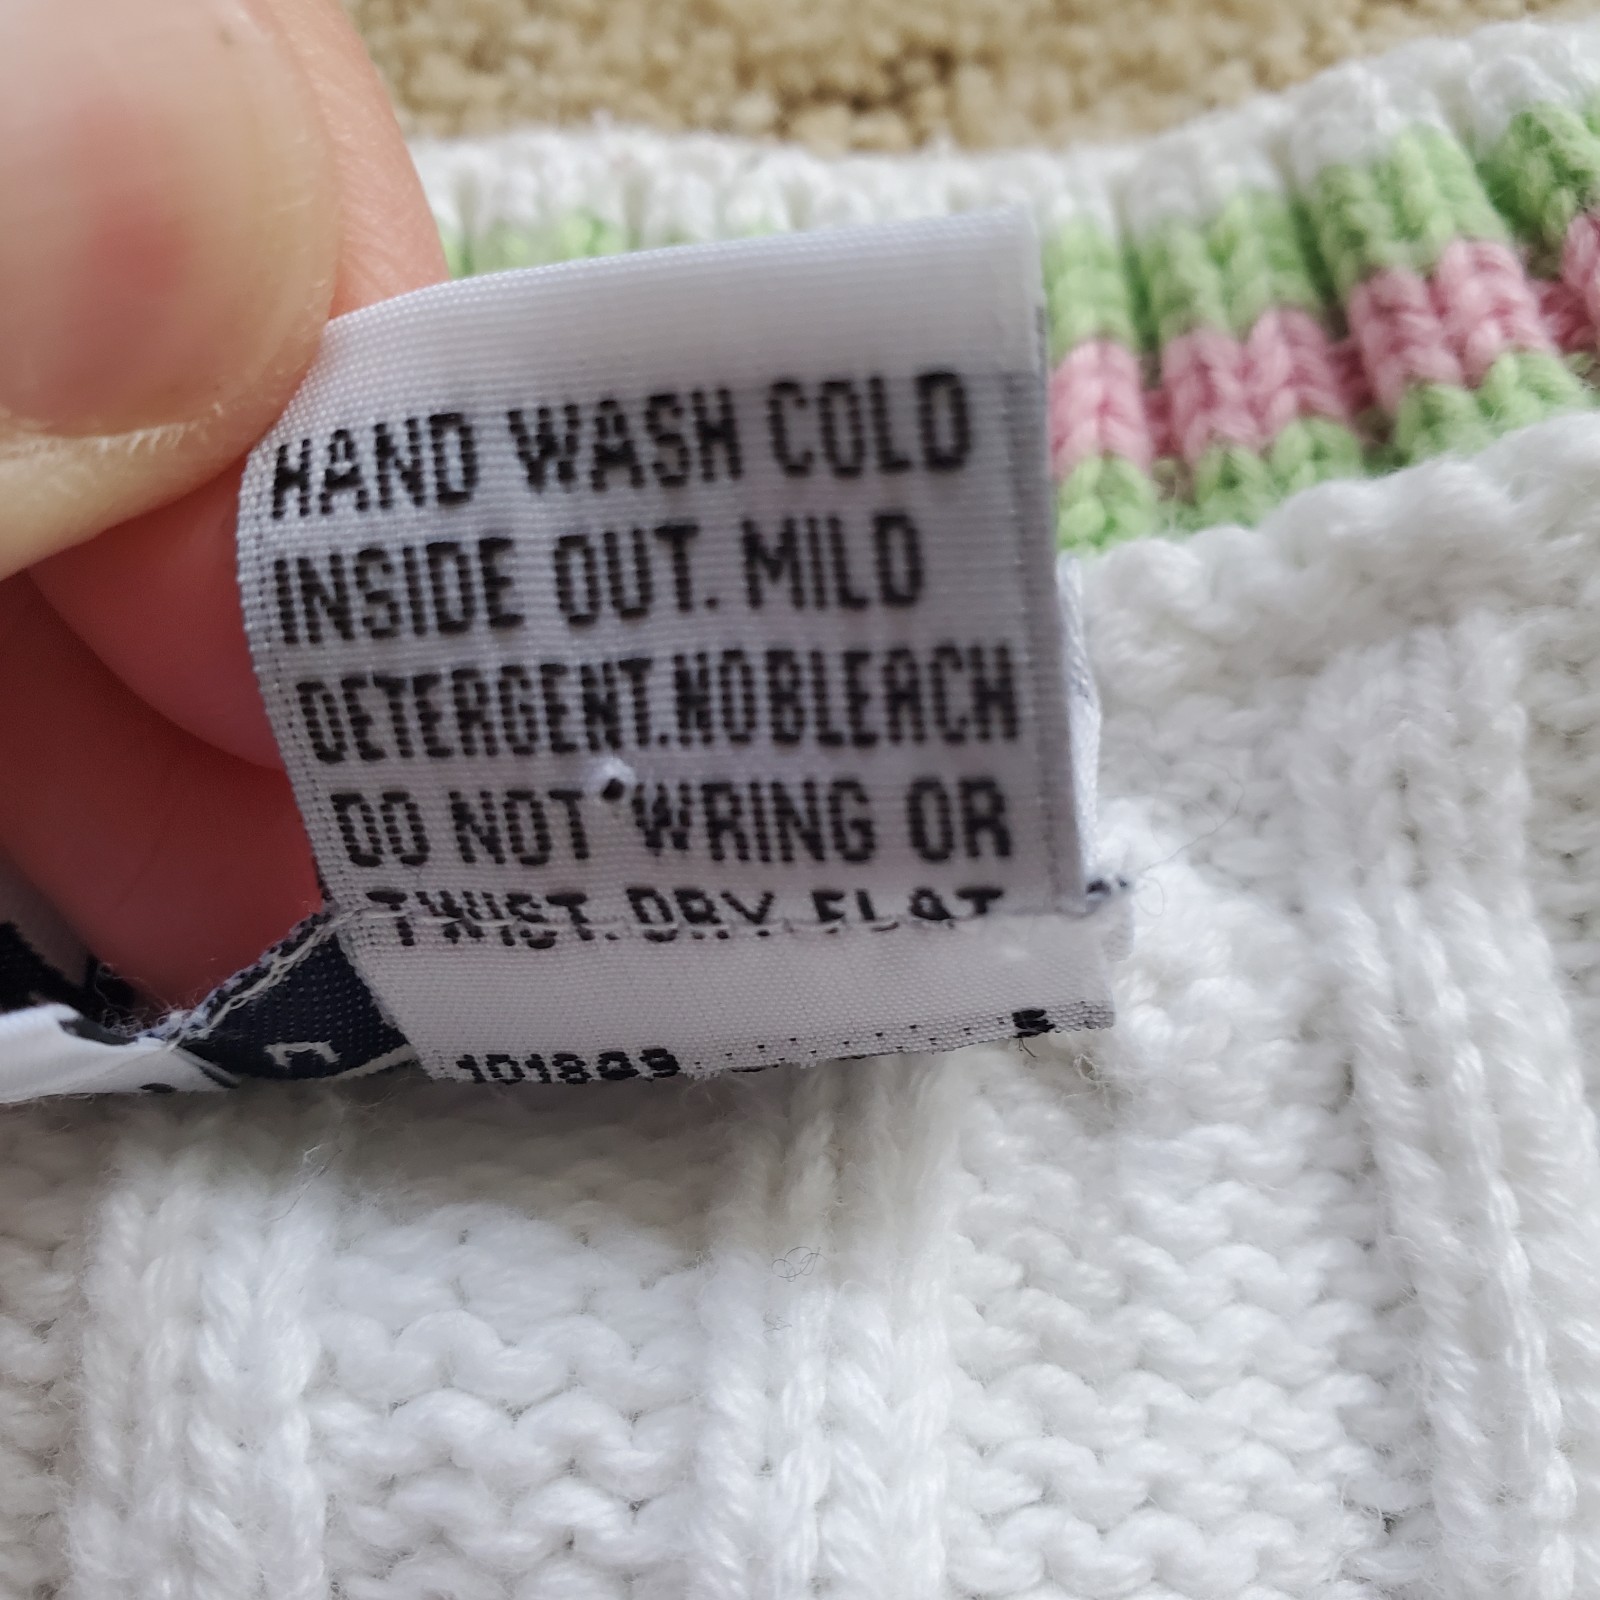 HAND WASH COLD
INSIDE OUT. MILD
DETERGENT.NOBLEACH
DO NOT WRING OR
TWIST. DRY FLAT